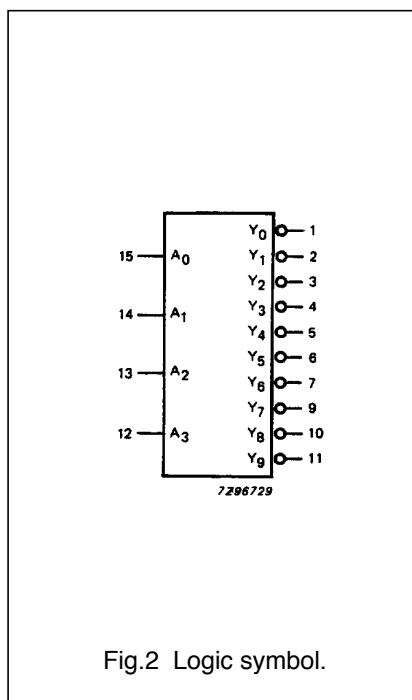 Y0 1
15 A0 Y1 2
Y2 3
14 A1 Y3 4
Y4 5
Y5 6
13 A2 Y6 7
Y7 9
12 A3 Y8 10
Y9 11
7296729
Fig.2 Logic symbol.